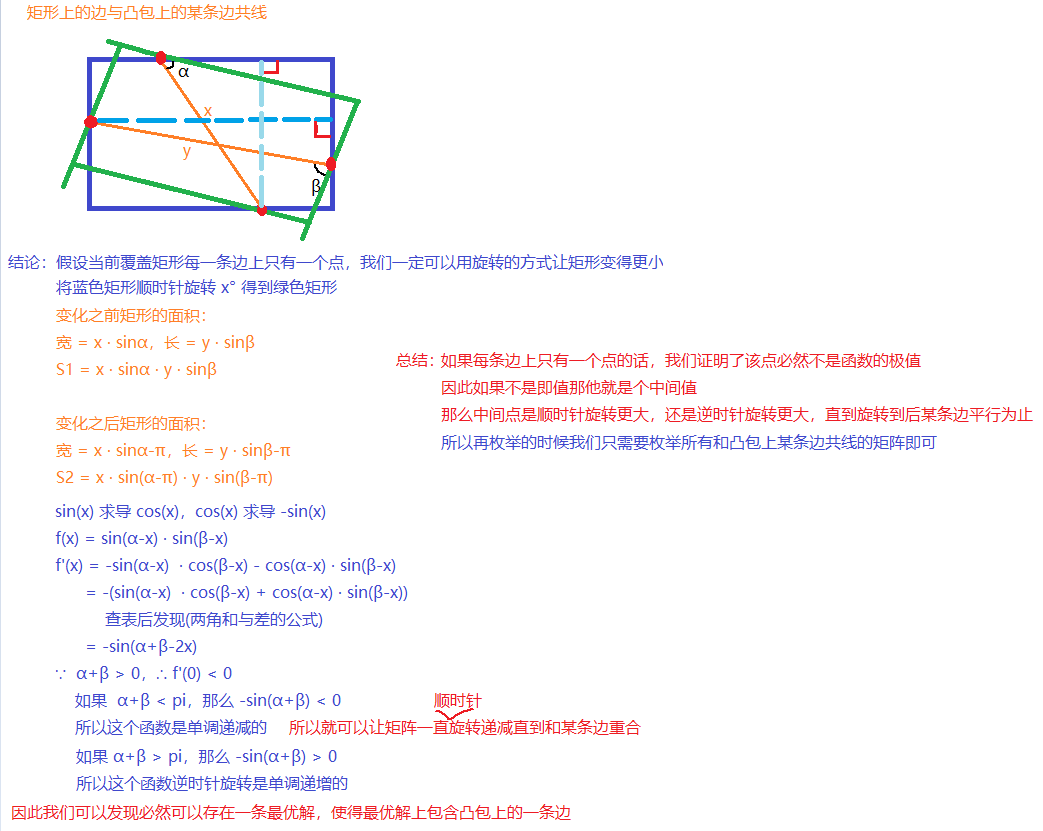 矩形上的边与凸包上的某条边共线
α
x
y
β
结论：假设当前覆盖矩形每一条边上只有一个点，我们一定可以用旋转的方式让矩形变得更小
将蓝色矩形顺时针旋转 x° 得到绿色矩形
变化之前矩形的面积：
宽 = x · sinα，长 = y · sinβ
S1 = x · sinα · y · sinβ
变化之后矩形的面积：
宽 = x · sinα-π，长 = y · sinβ-π
S2 = x · sin(α-π) · y · sin(β-π)
总结：如果每条边上只有一个点的话，我们证明了该点必然不是函数的极值
因此如果不是即值那他就是个中间值
那么中间点是顺时针旋转更大，还是逆时针旋转更大，直到旋转到后某条边平行为止
所以再枚举的时候我们只需要枚举所有和凸包上某条边共线的矩阵即可
sin(x) 求导 cos(x)，cos(x) 求导 -sin(x)
f(x) = sin(α-x) · sin(β-x)
f'(x) = -sin(α-x) · cos(β-x) - cos(α-x) · sin(β-x)
= -(sin(α-x) · cos(β-x) + cos(α-x) · sin(β-x))
查表后发现(两角和与差的公式)
= -sin(α+β-2x)
∵ α+β > 0，∴ f'(0) < 0
如果 α+β < pi，那么 -sin(α+β) < 0
顺时针
所以这个函数是单调递减的 所以就可以让矩阵一直旋转递减直到和某条边重合
如果 α+β > pi，那么 -sin(α+β) > 0
所以这个函数逆时针旋转是单调递增的
因此我们可以发现必然可以存在一条最优解，使得最优解上包含凸包上的一条边